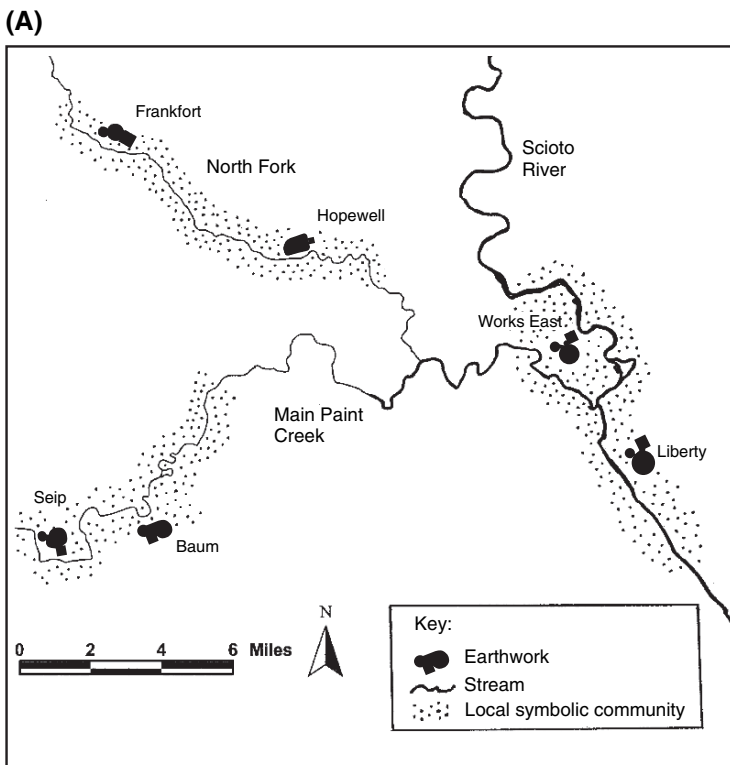 (A)
Frankfort
North Fork
Scioto
River
Hopewell
Works East
Main Paint
Creek
Liberty
Seip
Baum
N
0 2 4 6 Miles
Key:
Earthwork
Stream
Local symbolic community